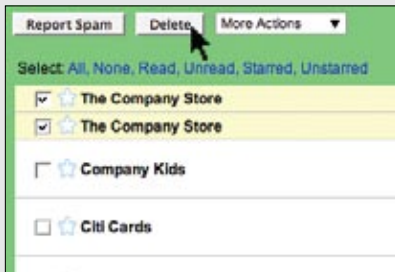 Report Spam Delete More Actions
Select: All, None, Read, Unread, Starred, Unstarred
The Company Store
The Company Store
Company Kids
Citi Cards